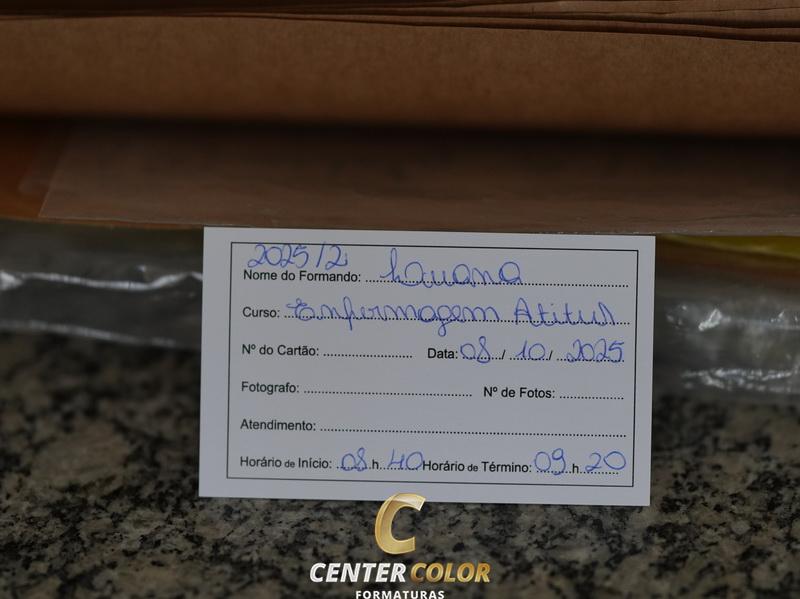 2025/2
Nome do Formando: Louana
Curso: Enfermagem Atitus
Nº do Cartão: Data: 08/10/2025
Fotografo: Nº de Fotos:
Atendimento:
Horário de Início: 08 h 40 Horário de Término: 09 h 20
C
CENTER COLOR
FORMATURAS